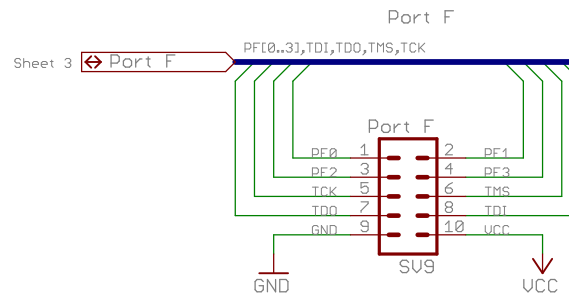 Port F
PF[0..3],TDI,TDO,TMS,TCK
Sheet 3 Port F
Port F
PF0 1 2 PF1
PF2 3 4 PF3
TCK 5 6 TMS
TDO 7 8 TDI
GND 9 10 VCC
SV9
GND VCC